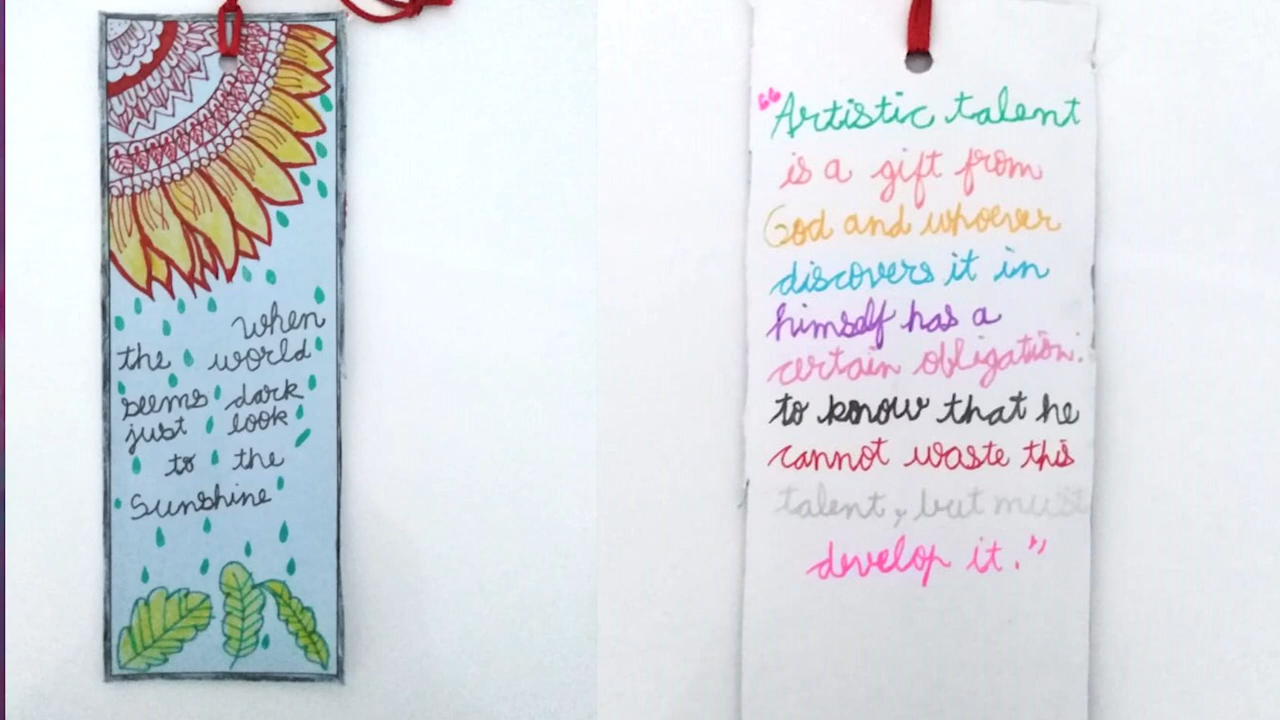 when
the world
seems dark
just look
to the
Sunshine
“Artistic talent
is a gift from
God and whoever
discovers it in
himself has a
certain obligation.
to know that he
cannot waste this
talent, but must
develop it.”